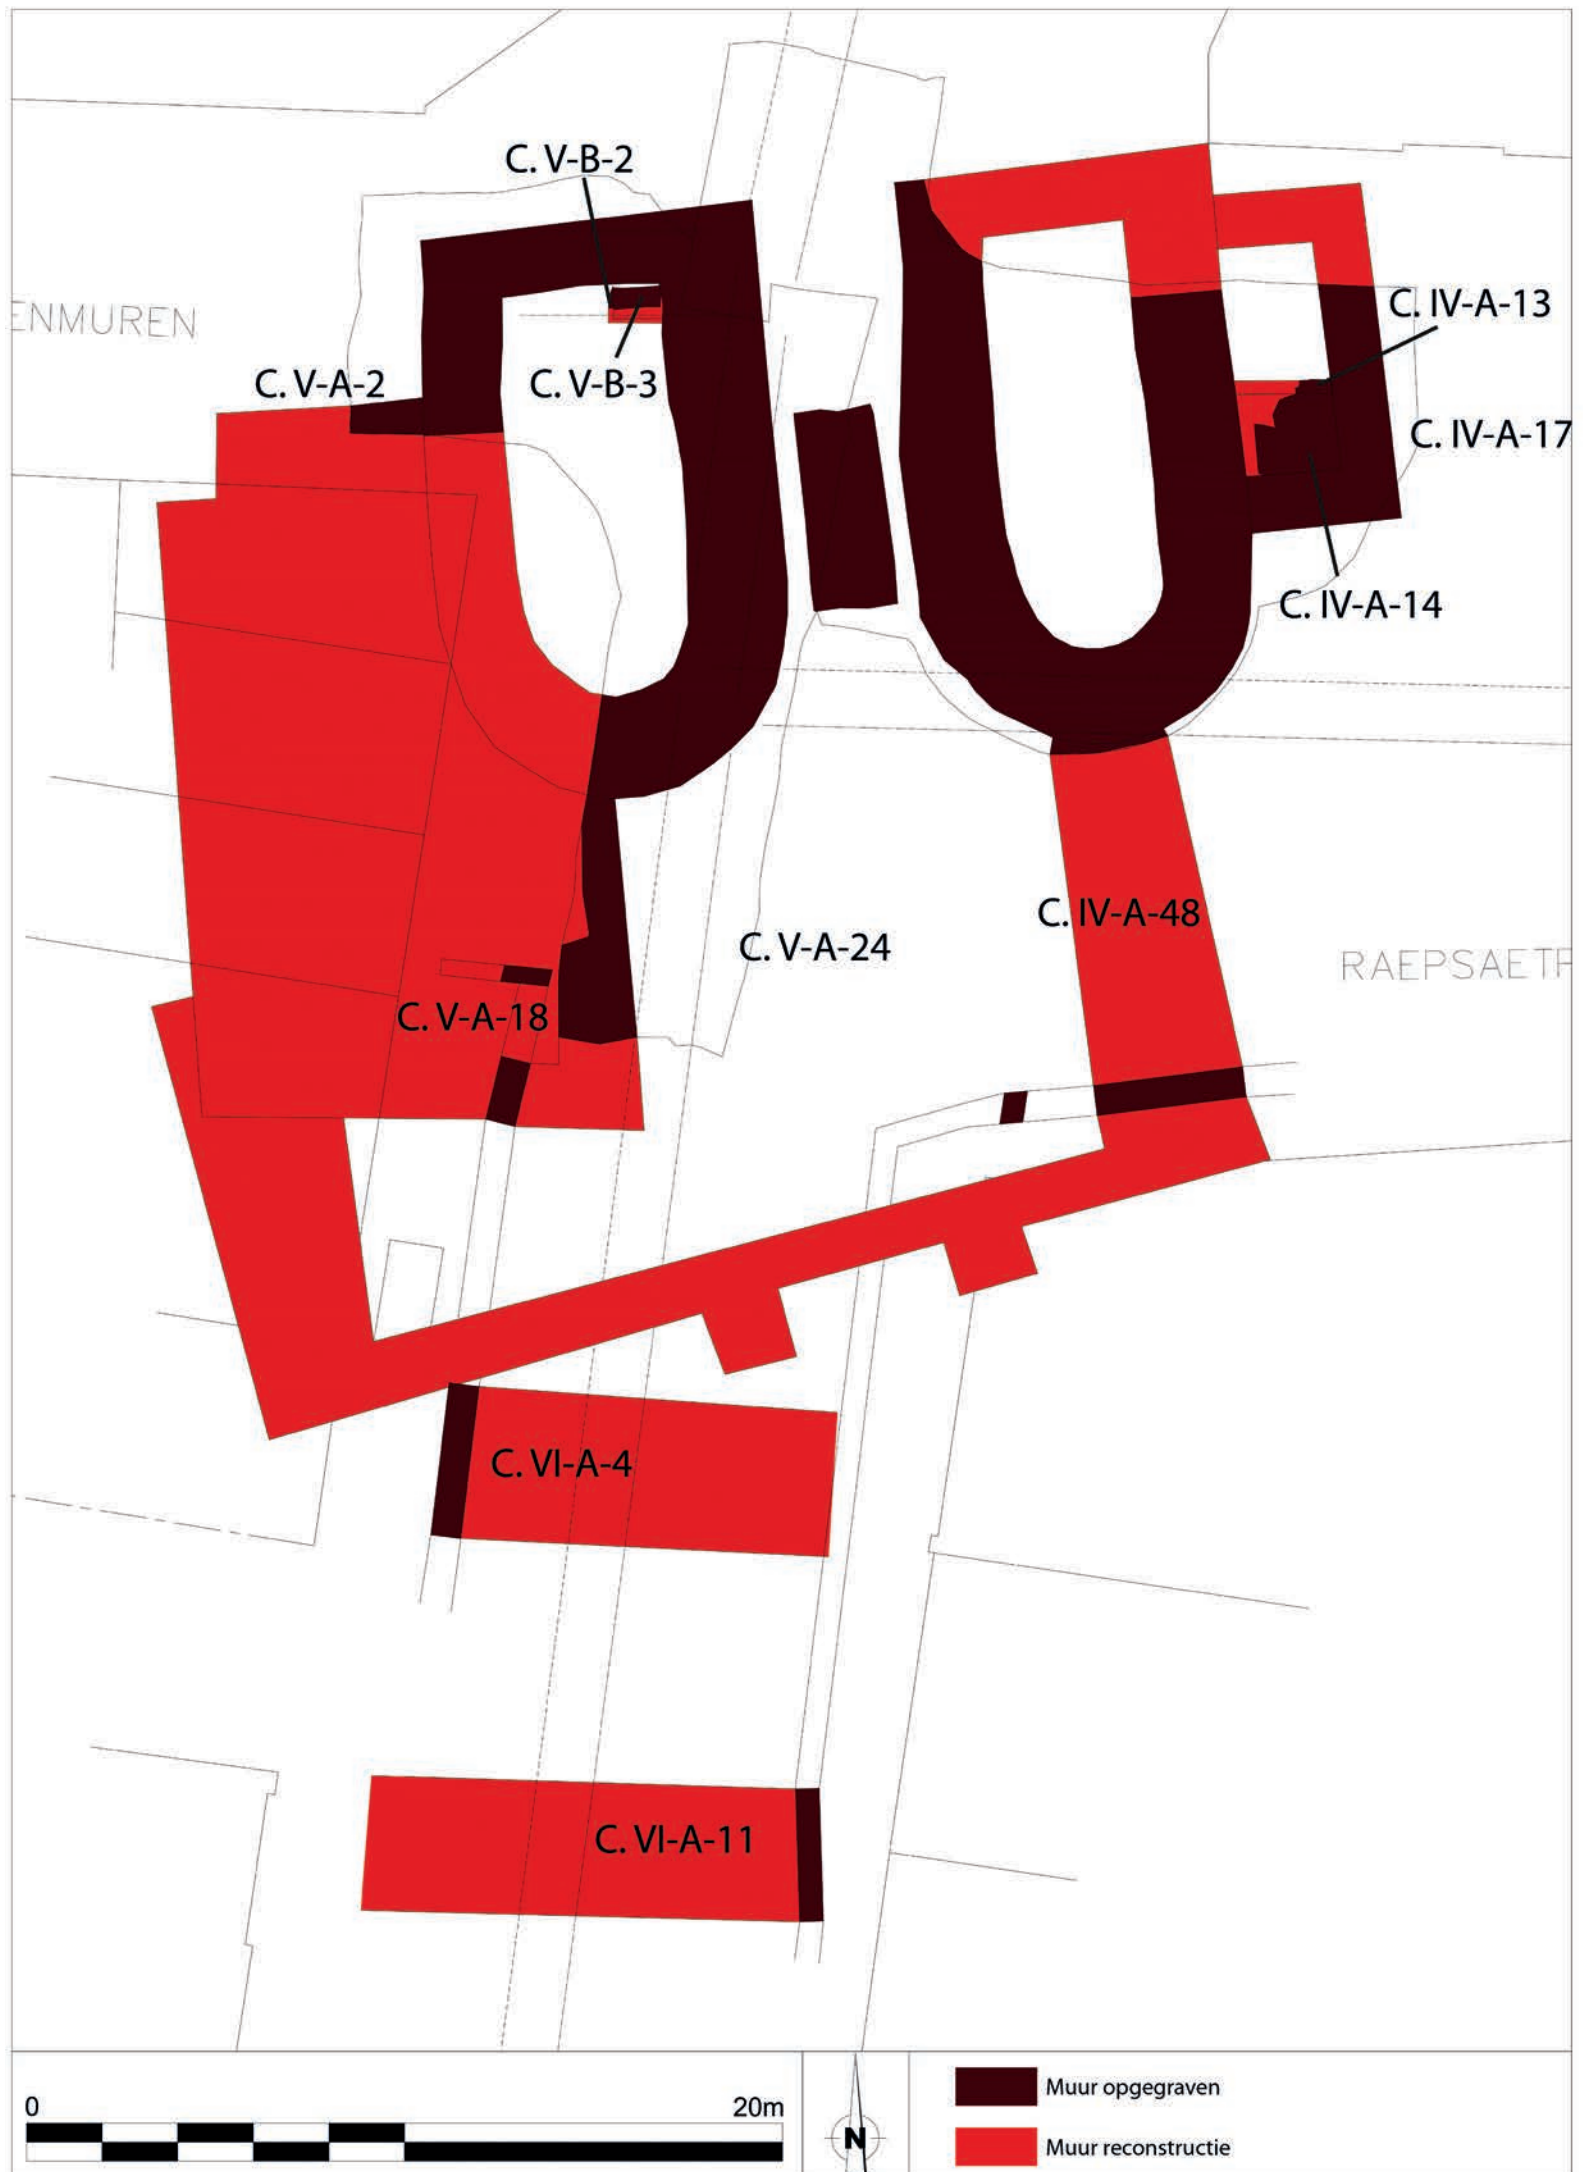 C. V-B-2
C. IV-A-13
ENMUREN
C. V-A-2
C. V-B-3
C. IV-A-17
C. IV-A-14
C. IV-A-48
C. V-A-24
RAEPSAET
C. V-A-18
C. VI-A-4
C. VI-A-11
0 20m
N
Muur opgegraven
Muur reconstructie